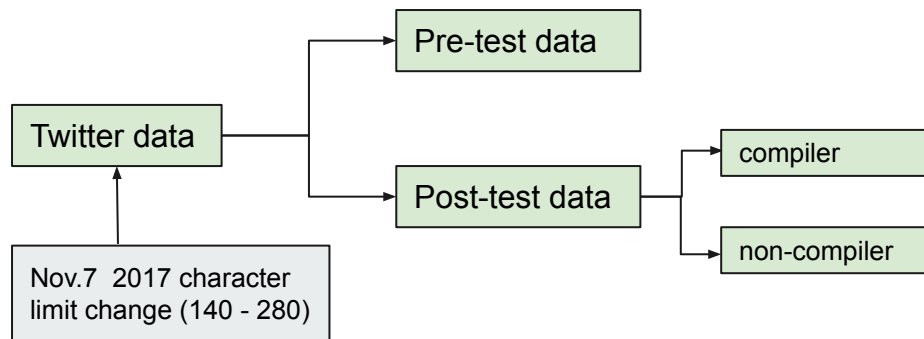 Pre-test data
Twitter data
Post-test data
compiler
non-compiler
Nov.7 2017 character
limit change (140 - 280)